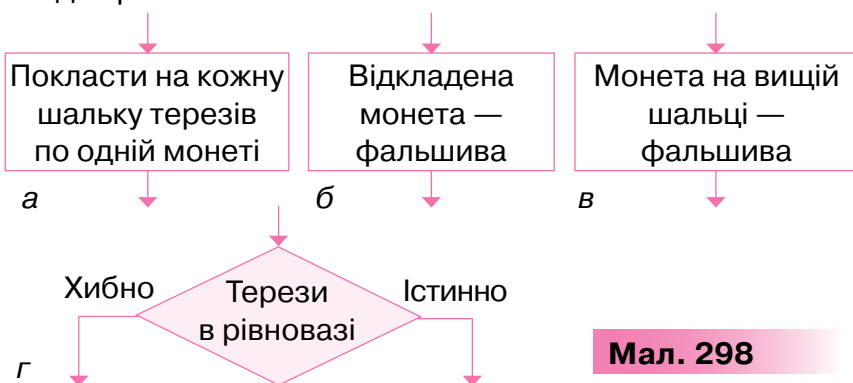 Покласти на кожну
шальку терезів
по одній монеті
Відкладена
монета —
фальшива
Монета на вищій
шальці —
фальшива
а
б
в
Хибно
Терези
в рівновазі
Істинно
г
Мал. 298